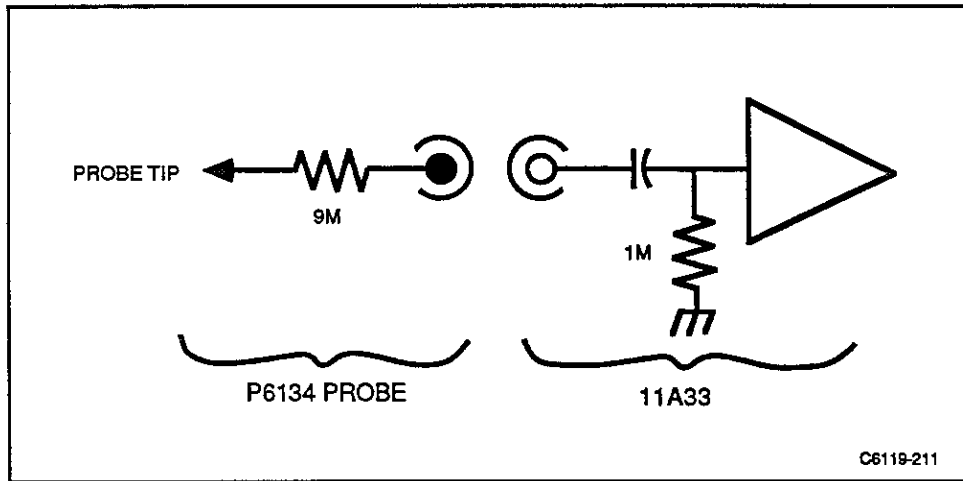 PROBE TIP
9M
1M
P6134 PROBE
11A33
C6119-211